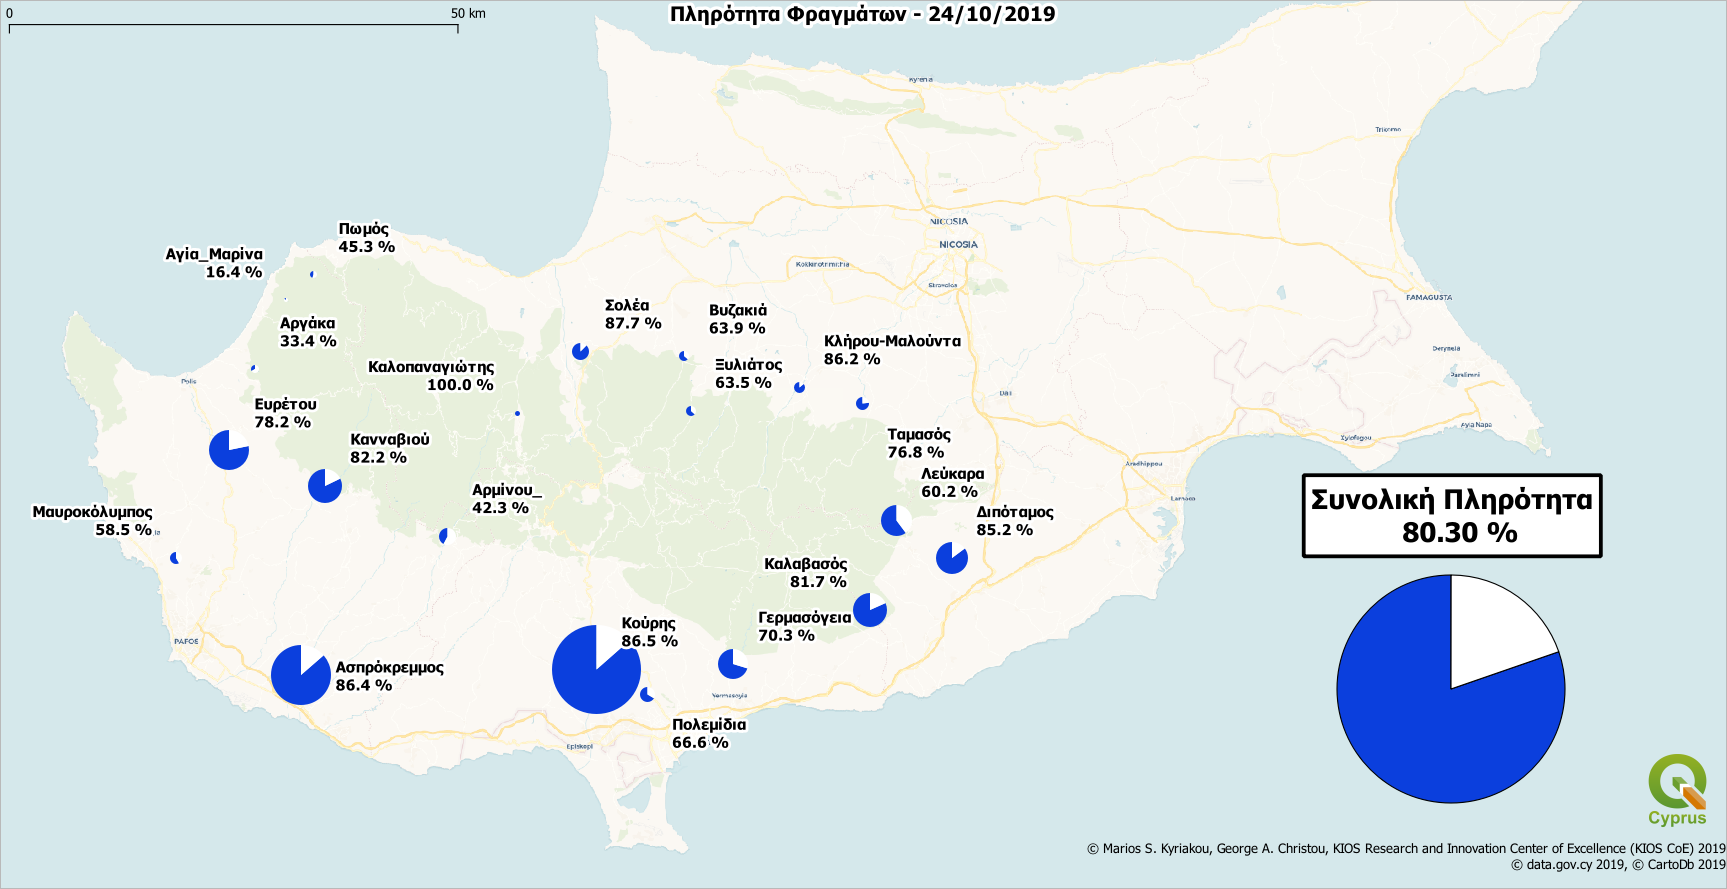 0 50 km
Πληρότητα Φραγμάτων - 24/10/2019
Kyrenia
Trikomo
NICOSIA
NICOSIA
Πωμός
45.3 %
Αγία_Μαρίνα
16.4 %
Kokkinotrimithia
Strovolos
FAMAGUSTA
Σολέα
87.7 %
Βυζακιά
63.9 %
Αργάκα
33.4 %
Κλήρου-Μαλούντα
86.2 %
Deryneia
Καλοπαναγιώτης
100.0 %
Ξυλιάτος
63.5 %
Polis
Paralimni
Dali
Ευρέτου
78.2 %
Ayia Napa
Κανναβιού
82.2 %
Ταμασός
76.8 %
Xylofagou
Aradhippou
Λεύκαρα
60.2 %
Αρμίνου_
42.3 %
Larnaca
Μαυροκόλυμπος
58.5 %
Διπόταμος
85.2 %
Συνολική Πληρότητα
80.30 %
Καλαβασός
81.7 %
Γερμασόγεια
70.3 %
Κούρης
86.5 %
PAFOS
Ασπρόκρεμμος
86.4 %
Yermasoyia
Πολεμίδια
66.6 %
Episkopi
Cyprus
© Marios S. Kyriakou, George A. Christou, KIOS Research and Innovation Center of Excellence (KIOS CoE) 2019
© data.gov.cy 2019, © CartoDb 2019